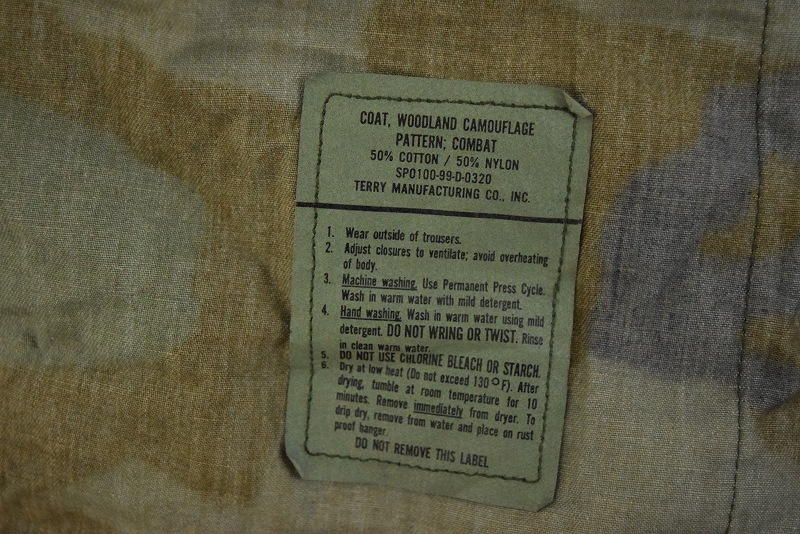 COAT, WOODLAND CAMOUFLAGE
PATTERN; COMBAT
50% COTTON / 50% NYLON
SPO100-99-D-0320
TERRY MANUFACTURING CO., INC.
1. Wear outside of trousers.
2. Adjust closures to ventilate; avoid overheating
of body.
3. Machine washing. Use Permanent Press Cycle.
Wash in warm water with mild detergent.
4. Hand washing. Wash in warm water using mild
detergent. DO NOT WRING OR TWIST. Rinse
in clean warm water.
5. DO NOT USE CHLORINE BLEACH OR STARCH.
6. Dry at low heat (Do not exceed 130°F). After
drying, tumble at room temperature for 10
minutes. Remove immediately from dryer. To
drip dry, remove from water and place on rust
proof hanger.
DO NOT REMOVE THIS LABEL